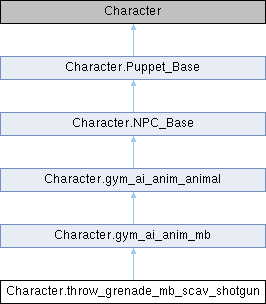 Character
Character.Puppet_Base
Character.NPC_Base
Character.gym_ai_anim_animal
Character.gym_ai_anim_mb
Character.throw_grenade_mb_scav_shotgun